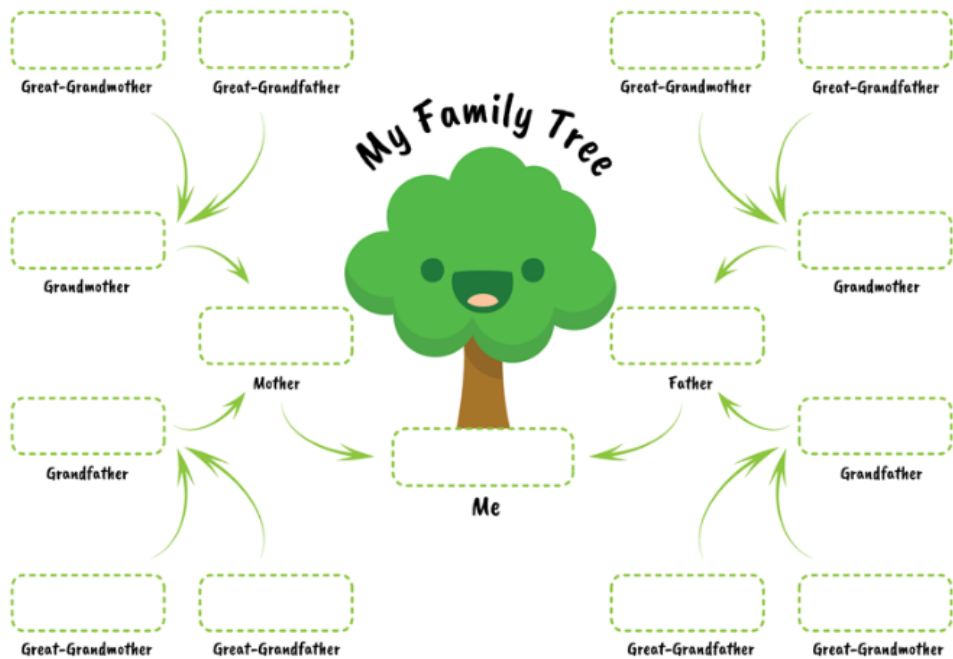 Great-Grandmother
Great-Grandfather
Great-Grandmother
Great-Grandfather
My Family Tree
Grandmother
Grandmother
Mother
Father
Grandfather
Grandfather
Me
Great-Grandmother
Great-Grandfather
Great-Grandfather
Great-Grandmother